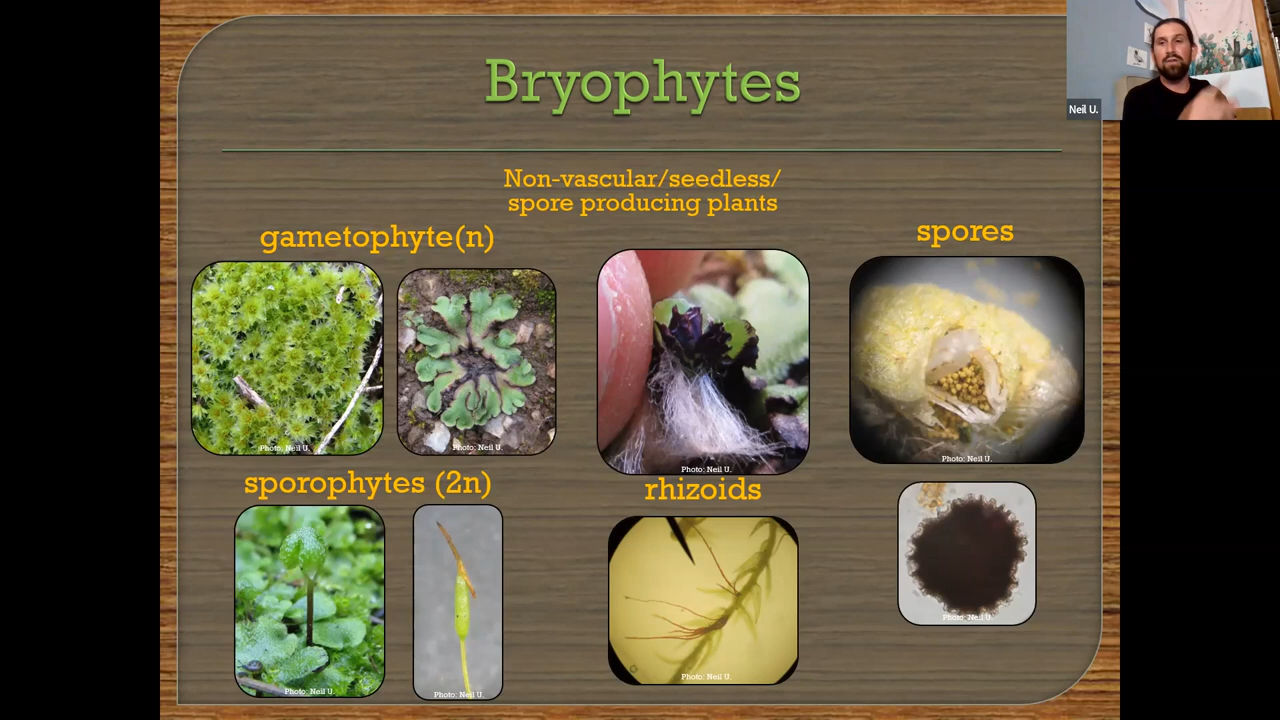 Bryophytes
Neil U.
Non-vascular/seedless/
spore producing plants
gametophyte(n)
Photo: Neil U.
Photo: Neil U.
sporophytes (2n)
Photo: Neil U.
Photo: Neil U.
Photo: Neil U.
rhizoids
Photo: Neil U.
spores
Photo: Neil U.
Photo: Neil U.